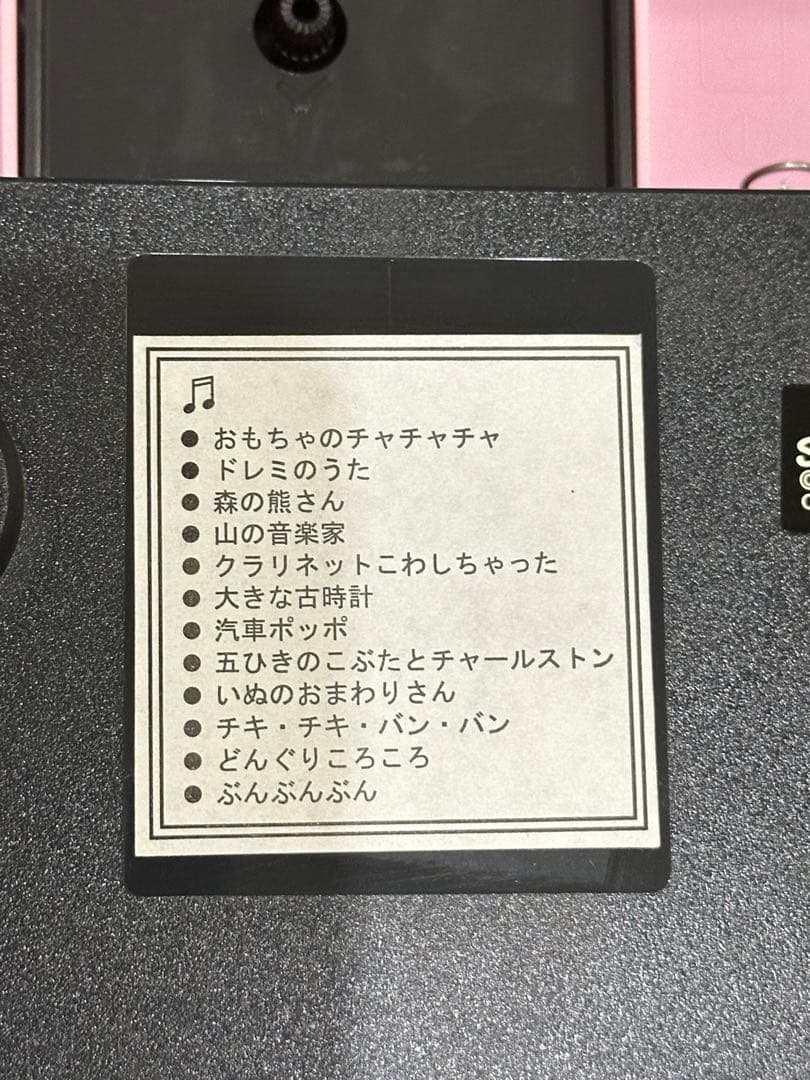 ♫
● おもちゃのチャチャチャ
● ドレミのうた
● 森の熊さん
● 山の音楽家
● クラリネットこわしちゃった
● 大きな古時計
● 汽車ポッポ
● 五ひきのこぶたとチャールストン
● いぬのおまわりさん
● チキ・チキ・バン・バン
● どんぐりころころ
● ぶんぶんぶん